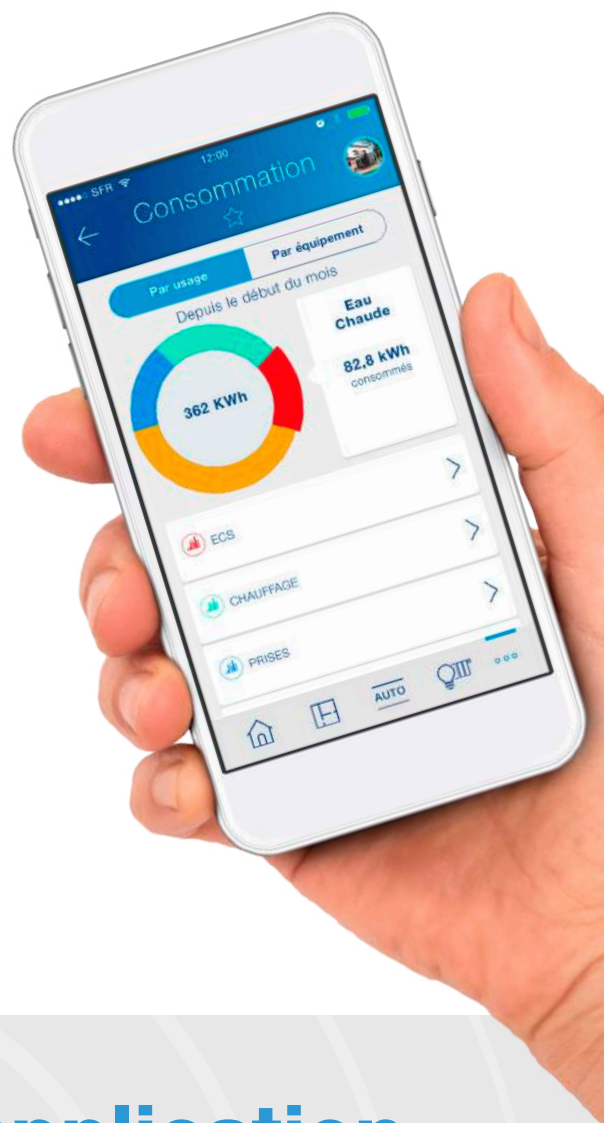 SFR 12:00
Consommation
Par usage Par équipement
Depuis le début du mois
362 KWh
Eau
Chaude
82,8 kWh
consommés
ECS
CHAUFFAGE
PRISES
AUTO